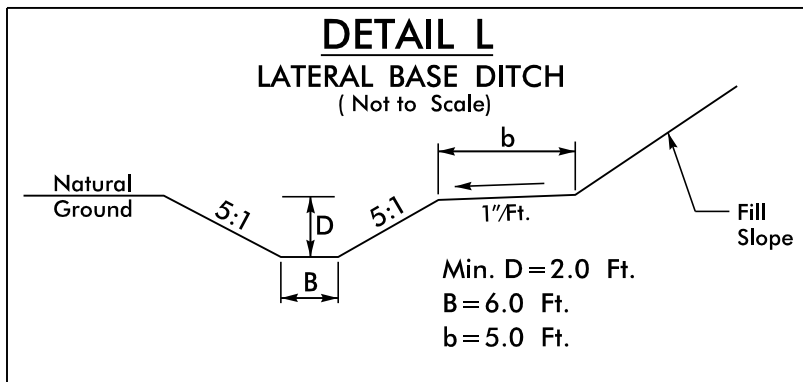 DETAIL L
LATERAL BASE DITCH
( Not to Scale)
b
Natural
Ground
5:1
D
5:1
1"/Ft.
B
Fill
Slope
Min. D=2.0 Ft.
B=6.0 Ft.
b=5.0 Ft.